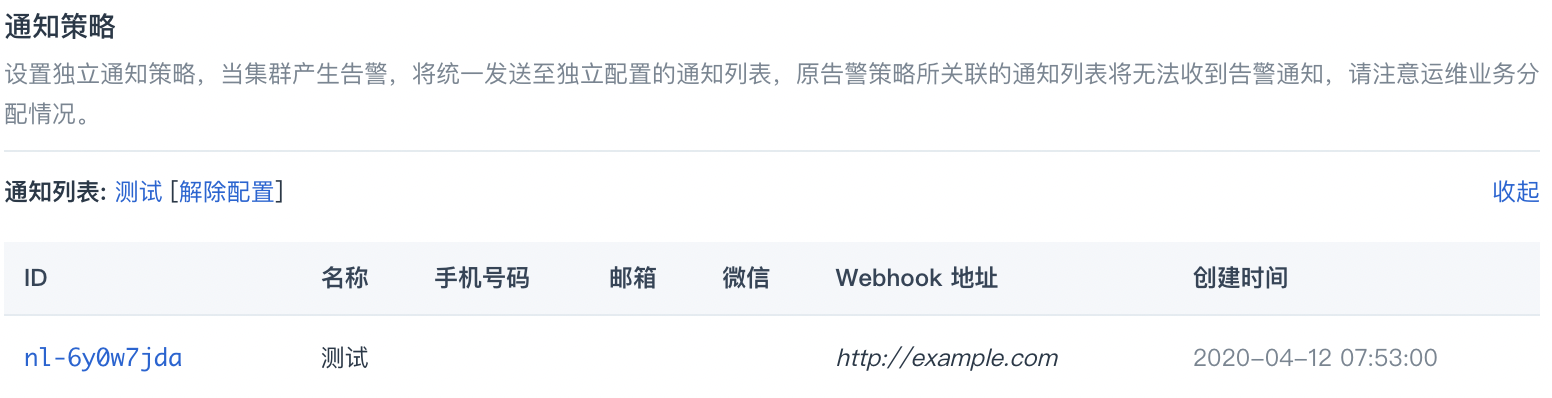 通知策略
设置独立通知策略，当集群产生告警，将统一发送至独立配置的通知列表，原告警策略所关联的通知列表将无法收到告警通知，请注意运维业务分
配情况。
通知列表: 测试 [解除配置] 收起
ID 名称 手机号码 邮箱 微信 Webhook 地址 创建时间
nl-6y0w7jda 测试 http://example.com 2020-04-12 07:53:00